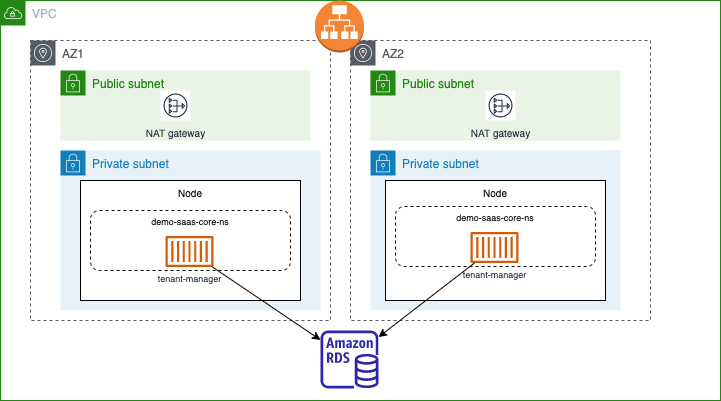 VPC
AZ1
AZ2
Public subnet
NAT gateway
Public subnet
NAT gateway
Private subnet
Node
demo-saas-core-ns
tenant-manager
Private subnet
Node
demo-saas-core-ns
tenant-manager
Amazon
RDS